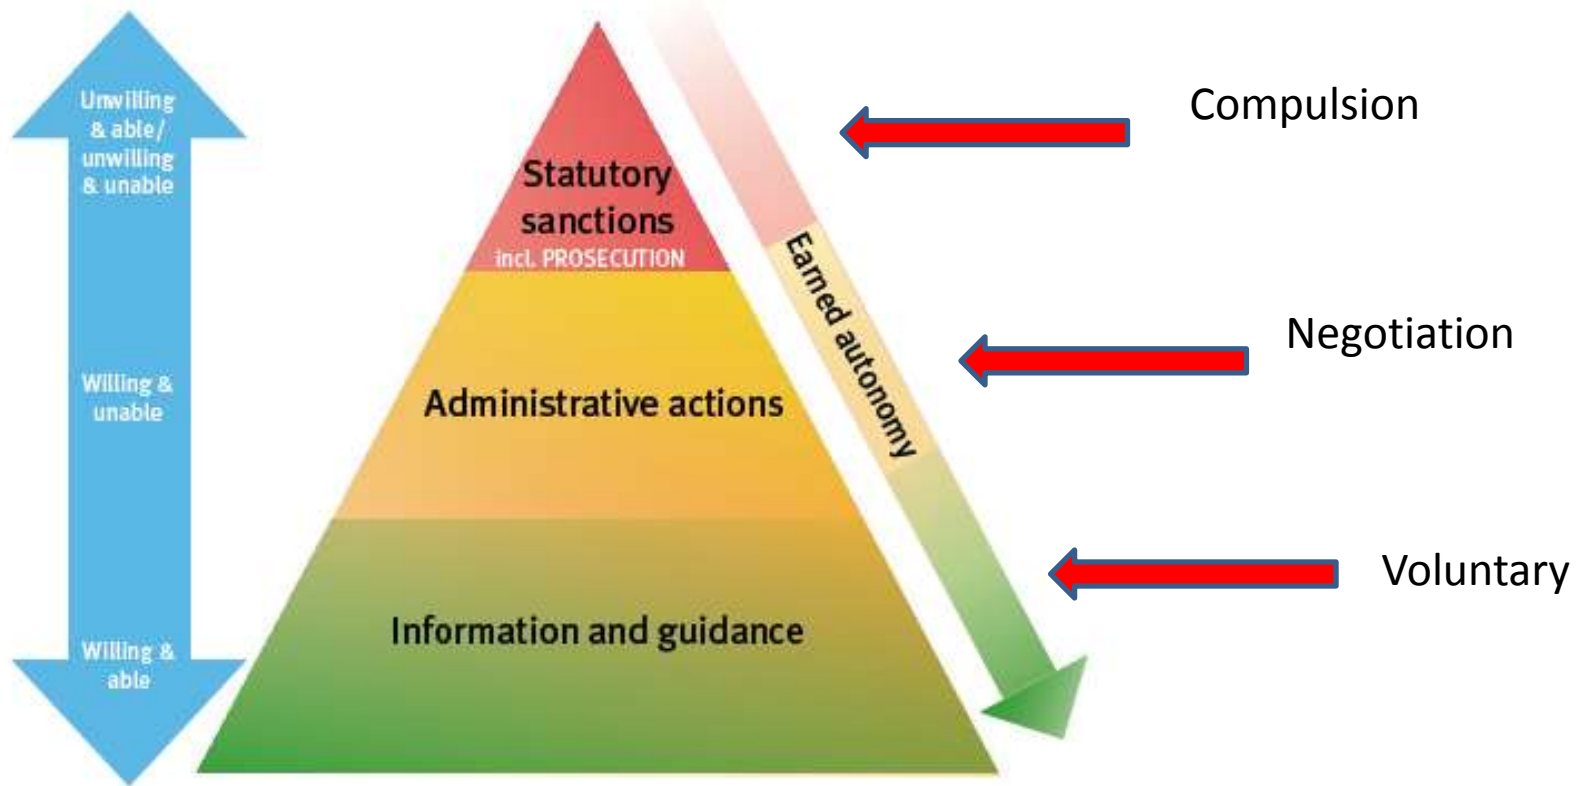 Unwilling
& able/
unwilling
& unable
Willing &
unable
Willing &
able
Statutory
sanctions
incl. PROSECUTION
Administrative actions
Information and guidance
Earned autonomy
Compulsion
Negotiation
Voluntary